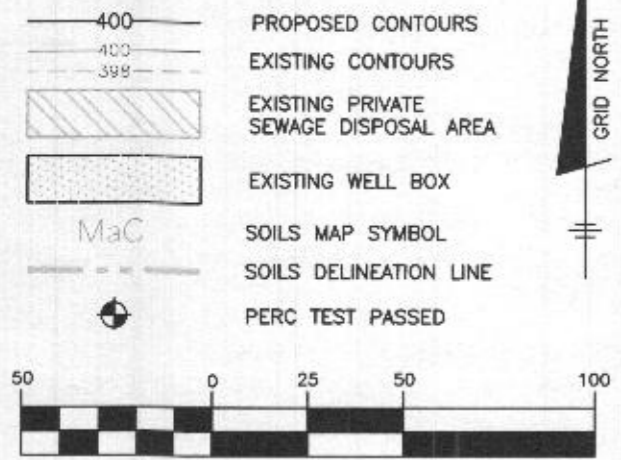 400
PROPOSED CONTOURS
400
398
EXISTING CONTOURS
EXISTING PRIVATE
SEWAGE DISPOSAL AREA
EXISTING WELL BOX
MaC
SOILS MAP SYMBOL
SOILS DELINEATION LINE
PERC TEST PASSED
GRID NORTH
50 0 25 50 100